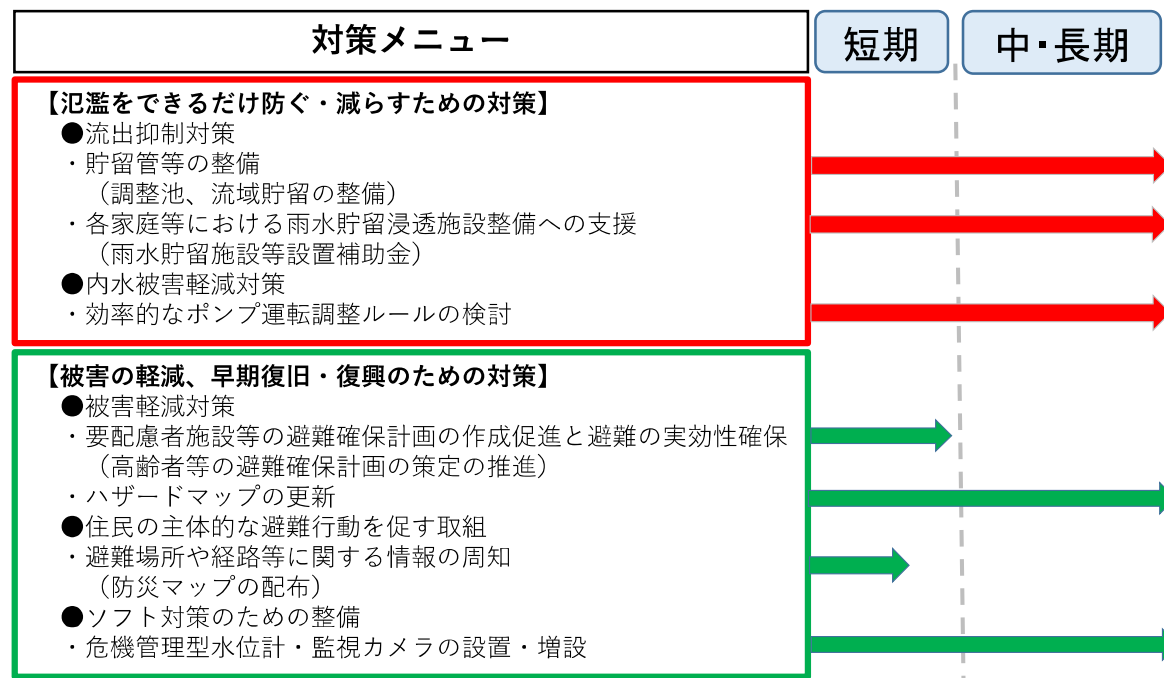 対策メニュー
短期
中・長期
【氾濫をできるだけ防ぐ・減らすための対策】
●流出抑制対策
・貯留管等の整備
（調整池、流域貯留の整備）
・各家庭等における雨水貯留浸透施設整備への支援
（雨水貯留施設等設置補助金）
●内水被害軽減対策
・効率的なポンプ運転調整ルールの検討
【被害の軽減、早期復旧・復興のための対策】
●被害軽減対策
・要配慮者施設等の避難確保計画の作成促進と避難の実効性確保
（高齢者等の避難確保計画の策定の推進）
・ハザードマップの更新
●住民の主体的な避難行動を促す取組
・避難場所や経路等に関する情報の周知
（防災マップの配布）
●ソフト対策のための整備
・危機管理型水位計・監視カメラの設置・増設